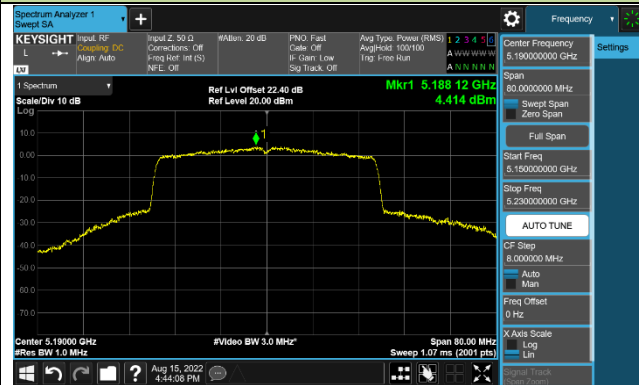 Spectrum Analyzer 1
Swept SA
+
Frequency
KEYSIGHT
Input: RF
Coupling: DC
Align: Auto
Input Z: 50 Ω
Corrections: Off
Freq Ref: Int (S)
NFE: Off
#Atten: 20 dB
PNO: Fast
Gate: Off
IF Gain: Low
Sig Track: Off
Avg Type: Power (RMS)
Avg|Hold: 100/100
Trig: Free Run
1 2 3 4 5 6
A W W W W W
A N N N N N
L
LXI
1 Spectrum
Scale/Div 10 dB
Log
Ref Lvl Offset 22.40 dB
Ref Level 20.00 dBm
Mkr1 5.188 12 GHz
4.414 dBm
1
10.0
0.00
-10.0
-20.0
-30.0
-40.0
-50.0
-60.0
-70.0
Center 5.19000 GHz
#Res BW 1.0 MHz
#Video BW 3.0 MHz*
Span 80.00 MHz
Sweep 1.07 ms (2001 pts)
Aug 15, 2022
4:44:08 PM
Settings
Center Frequency
5.190000000 GHz
Span
80.0000000 MHz
Swept Span
Zero Span
Full Span
Start Freq
5.150000000 GHz
Stop Freq
5.230000000 GHz
AUTO TUNE
CF Step
8.000000 MHz
Auto
Man
Freq Offset
0 Hz
X Axis Scale
Log
Lin
Signal Track
(Span Zoom)